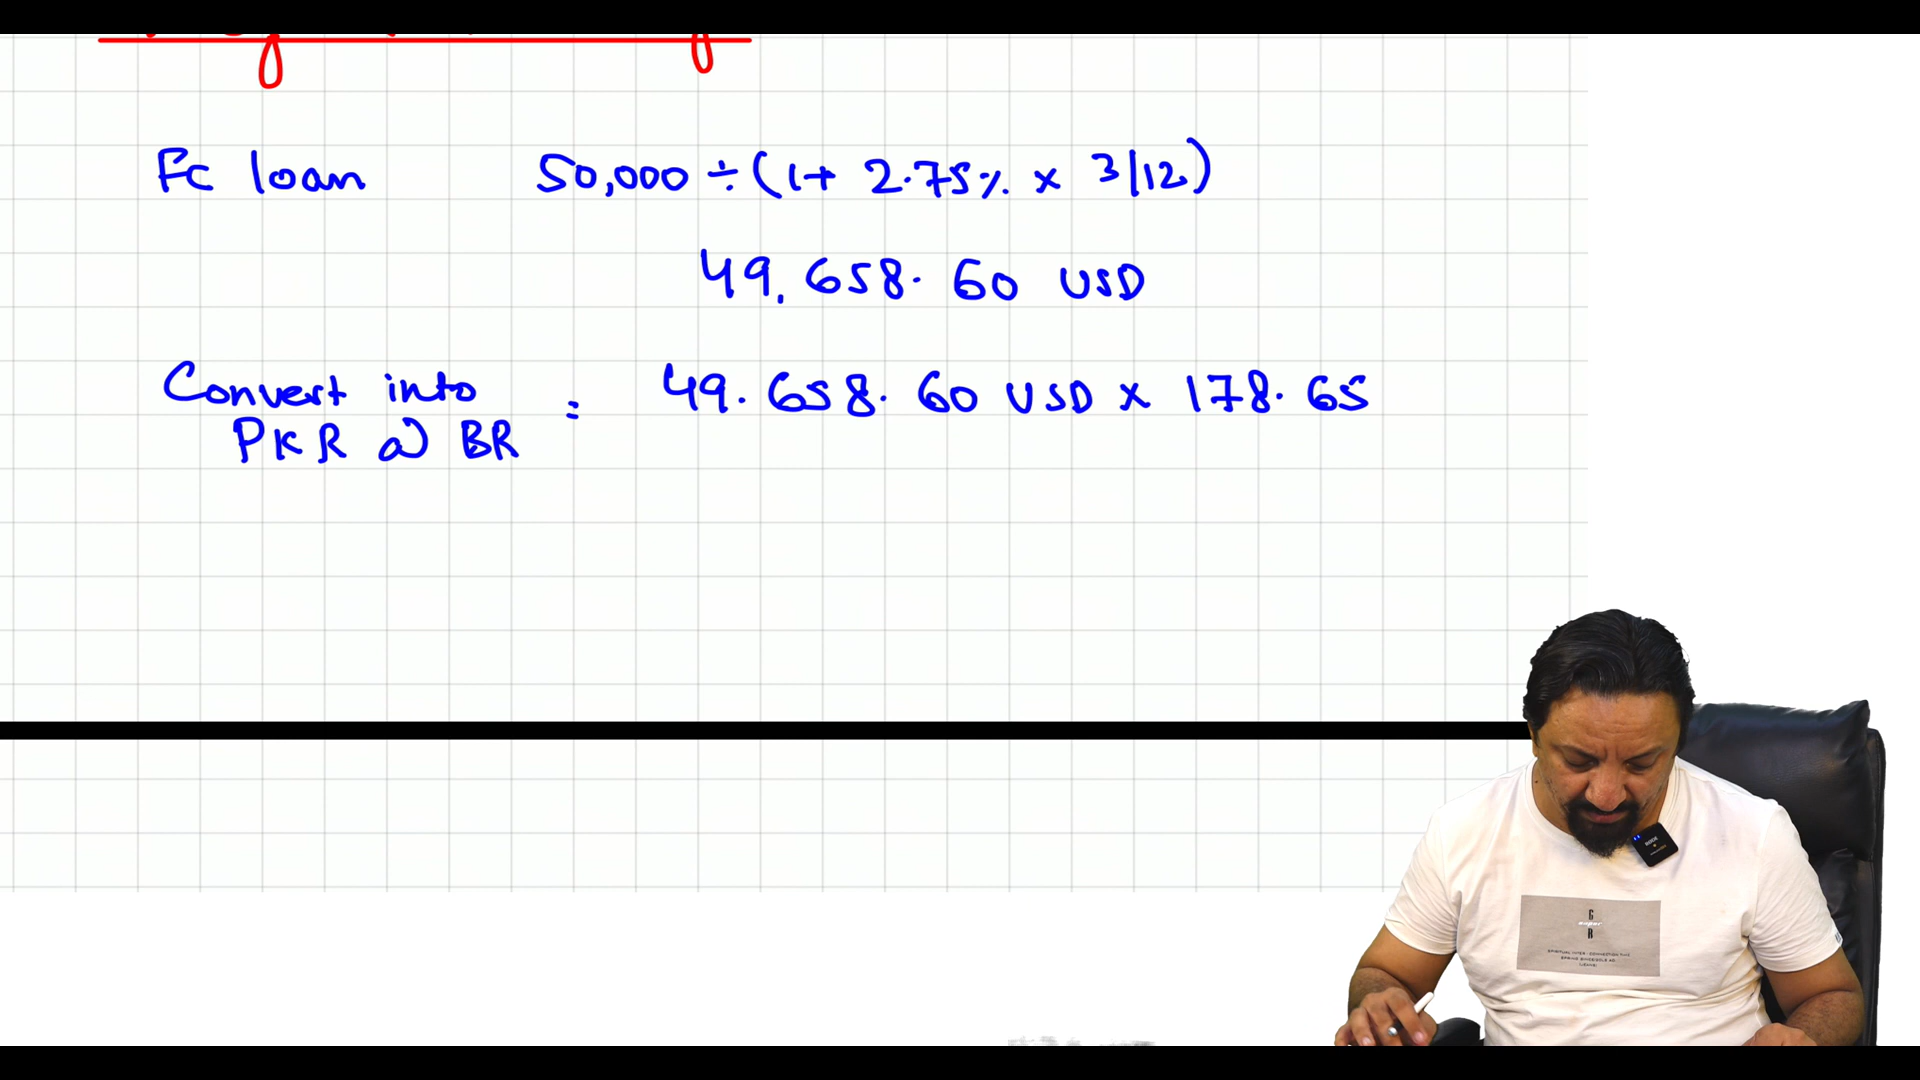 Fc loan 50,000 ÷ (1+ 2.75% × 3/12)
49.658.60 USD
Convert into = 49.658.60 USD × 178.65
PKR @ BR
RODE
G
R